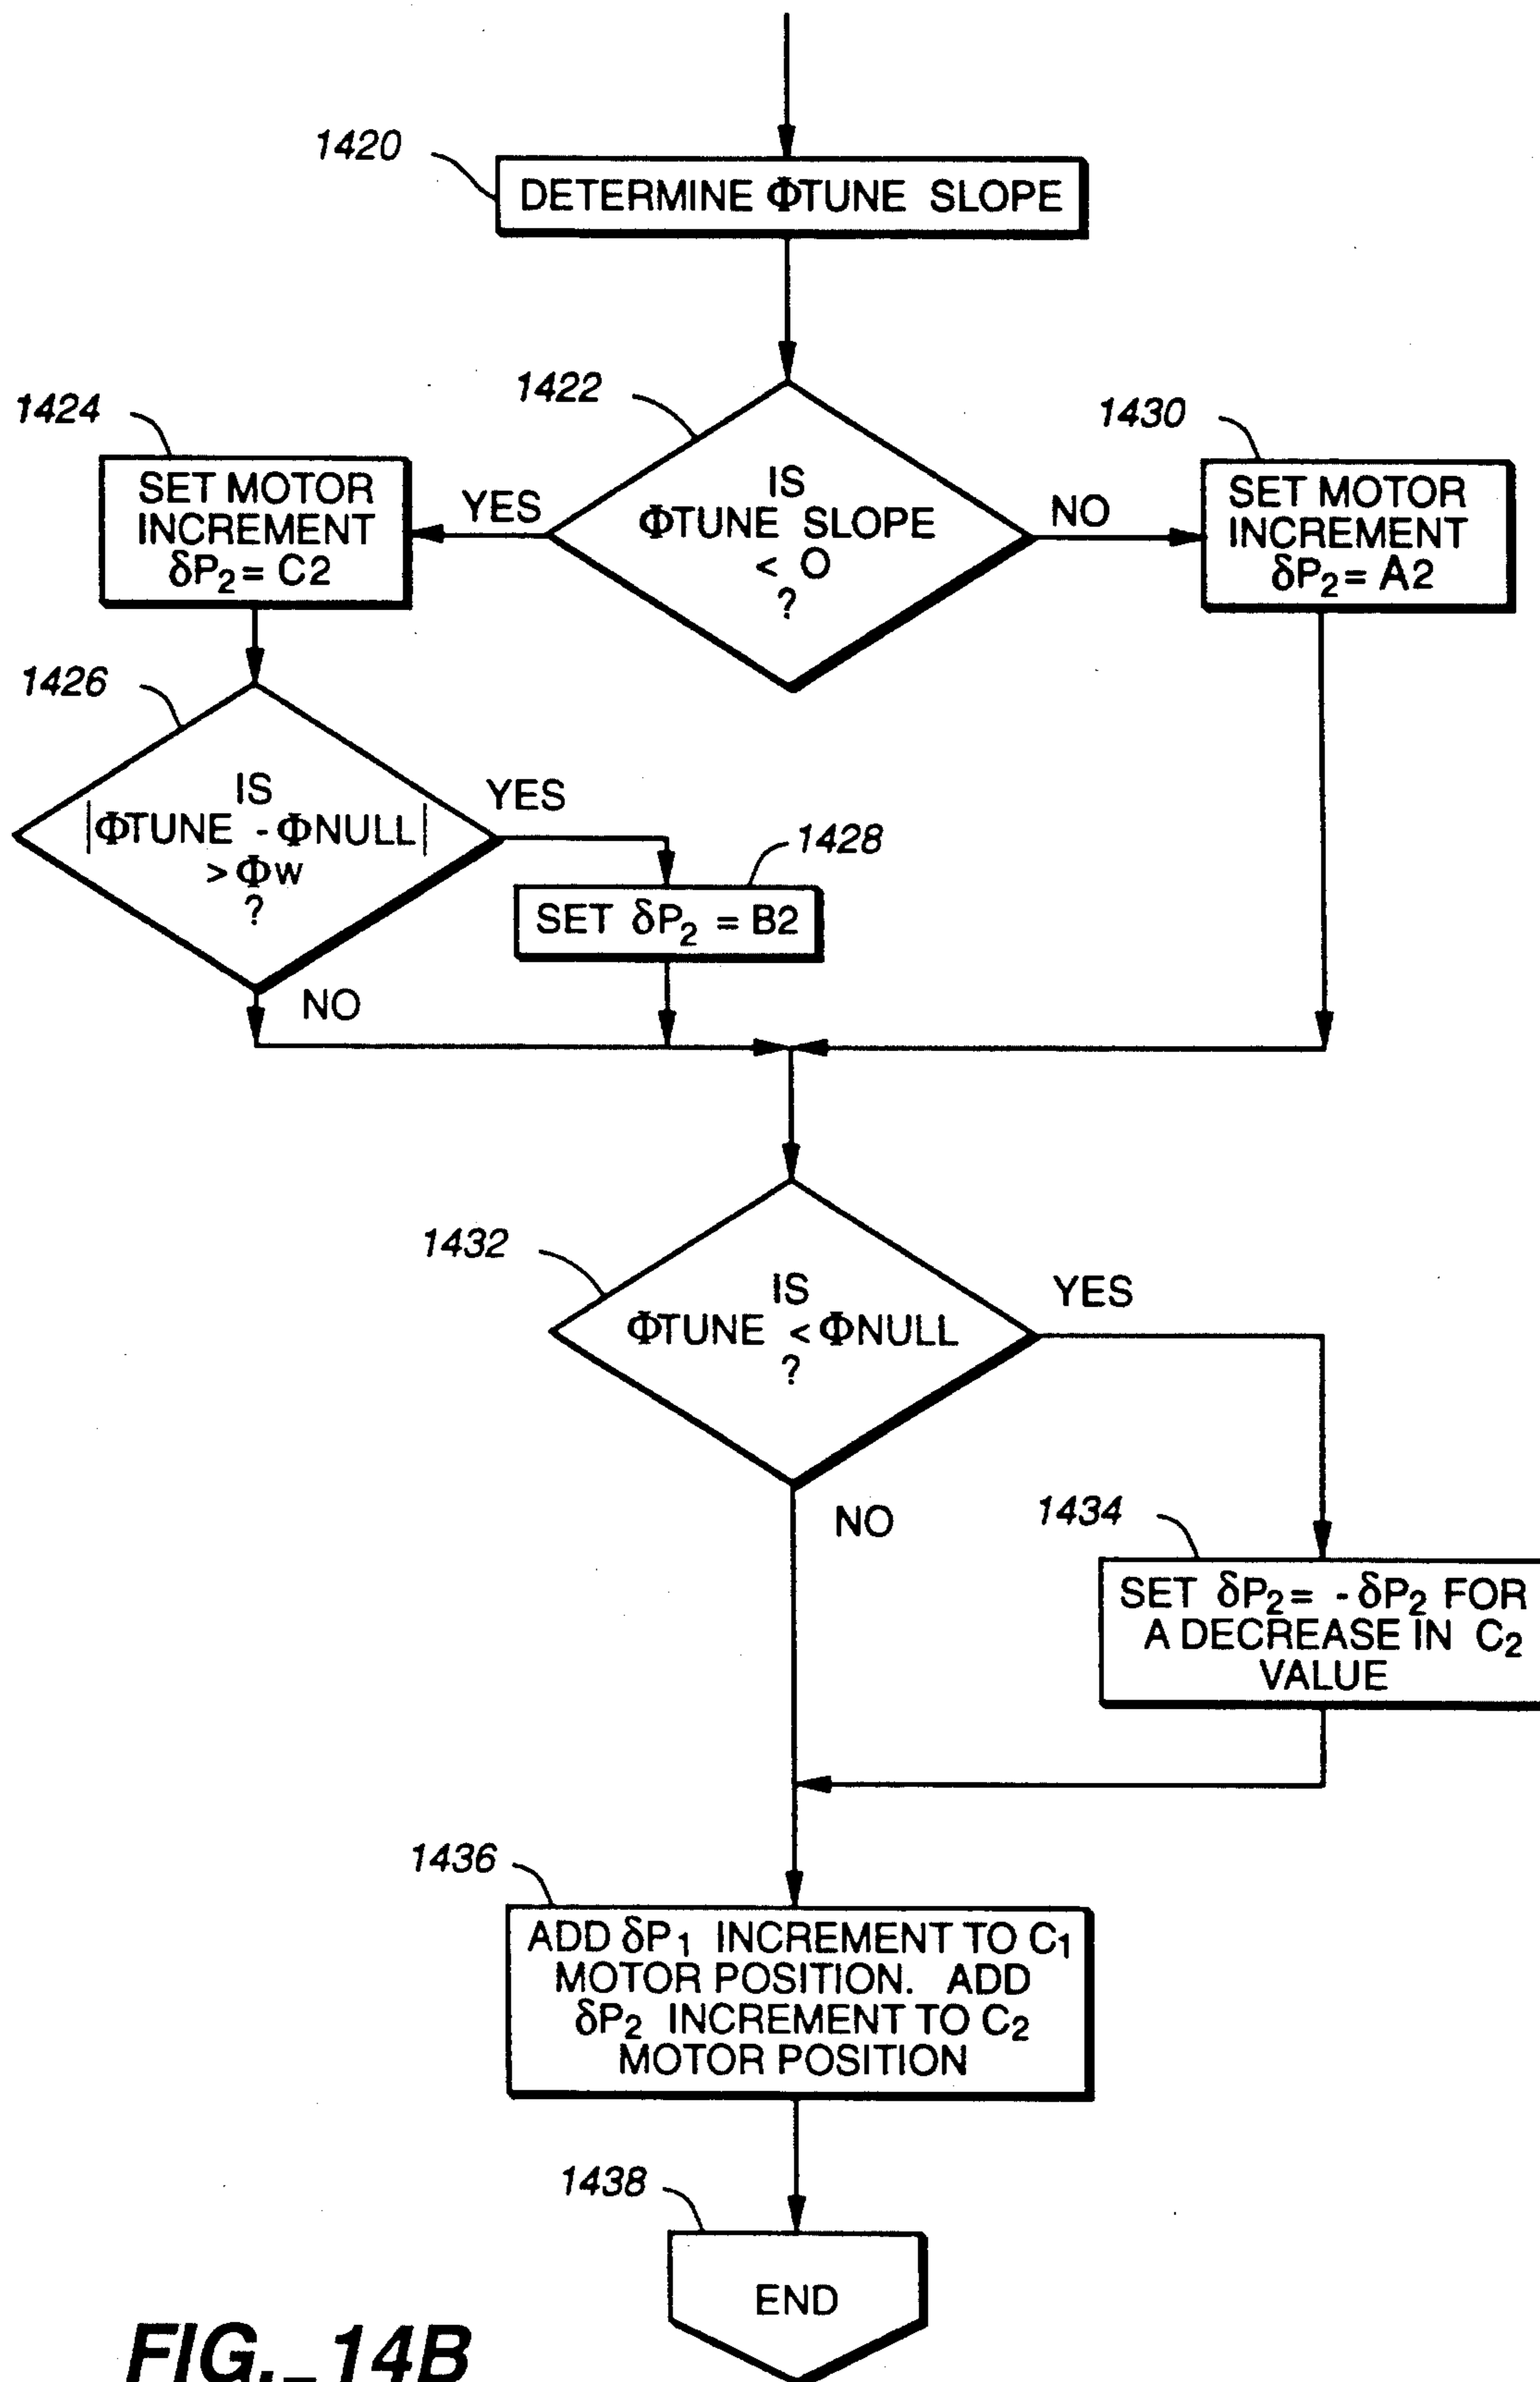 1420
DETERMINE ΦTUNE SLOPE
1422
IS
ΦTUNE SLOPE
< O
?
YES
NO
1424
SET MOTOR
INCREMENT
δP₂ = C2
1430
SET MOTOR
INCREMENT
δP₂ = A2
1426
IS
|ΦTUNE - ΦNULL|
> Φw
?
YES
NO
1428
SET δP₂ = B2
1432
IS
ΦTUNE < ΦNULL
?
YES
NO
1434
SET δP₂ = -δP₂ FOR
A DECREASE IN C₂
VALUE
1436
ADD δP₁ INCREMENT TO C₁
MOTOR POSITION. ADD
δP₂ INCREMENT TO C₂
MOTOR POSITION
1438
END
FIG._14B